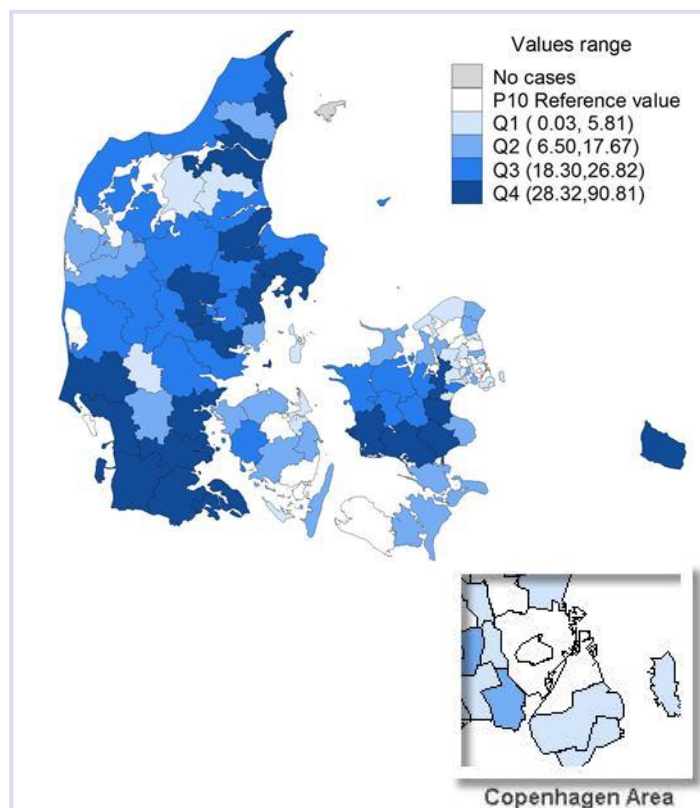 Values range
No cases
P10 Reference value
Q1 ( 0.03, 5.81)
Q2 ( 6.50,17.67)
Q3 (18.30,26.82)
Q4 (28.32,90.81)
Copenhagen Area